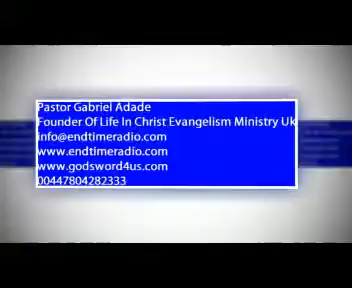 Pastor Gabriel Adade
Founder Of Life In Christ Evangelism Ministry Uk
info@endtimeradio.com
www.endtimeradio.com
www.godsword4us.com
00447804282333